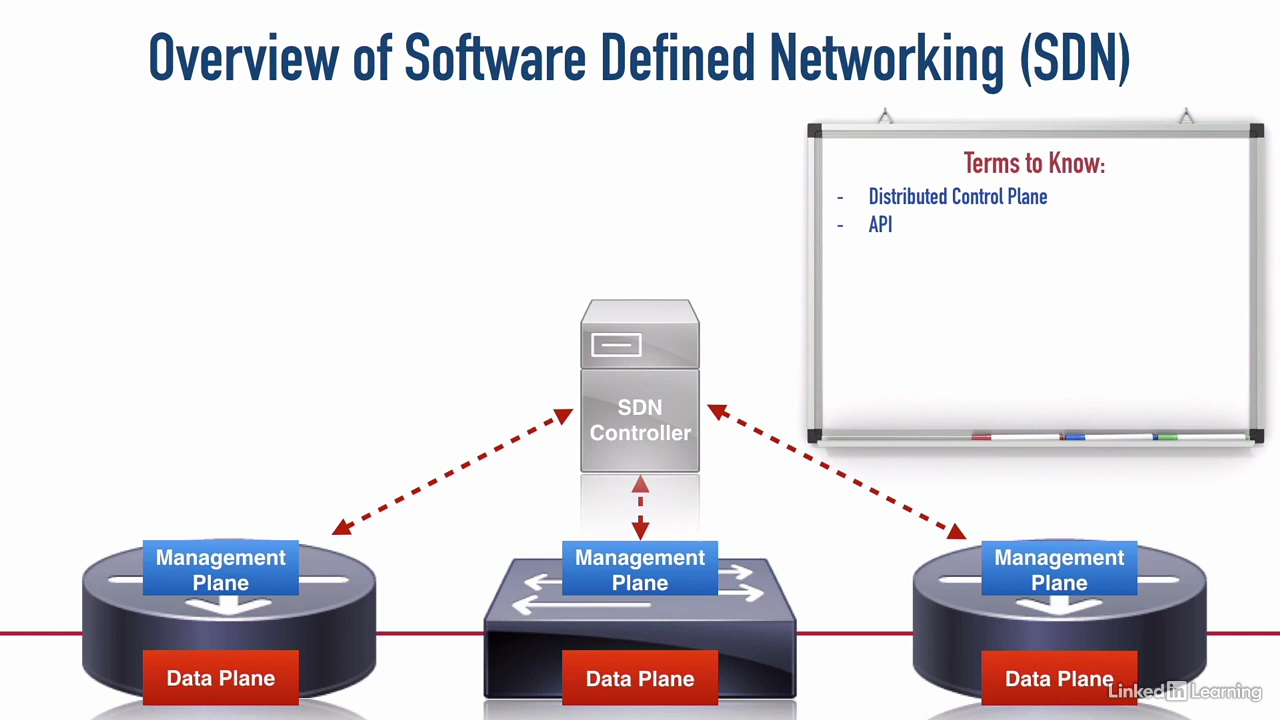 Overview of Software Defined Networking (SDN)
Terms to Know:
- Distributed Control Plane
- API
SDN
Controller
Management
Plane
Management
Plane
Management
Plane
Data Plane
Data Plane
Data Plane
Linked in Learning